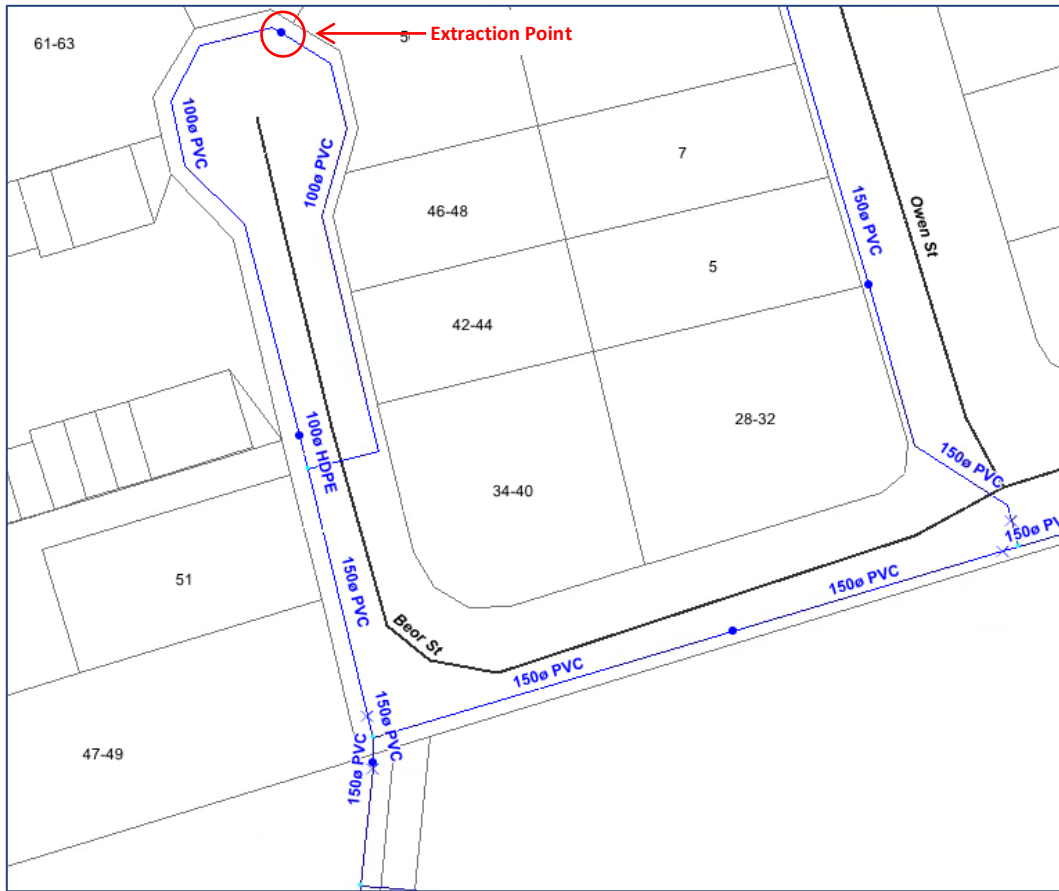 61-63
5
Extraction Point
100ø PVC
100ø PVC
7
46-48
150ø PVC
Owen St
5
42-44
100ø HDPE
28-32
34-40
150ø PVC
150ø PVC
51
150ø PVC
150ø PVC
Beor St
150ø PVC
150ø PVC
47-49
150ø PVC